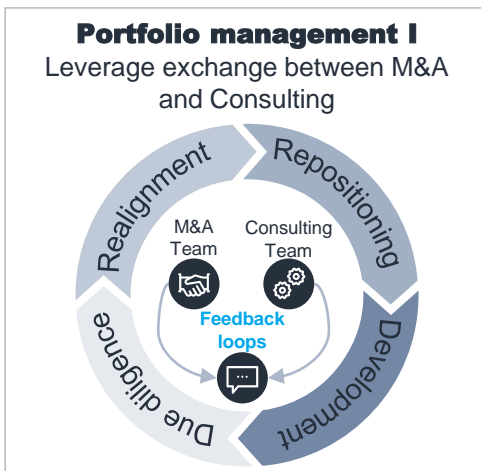 Portfolio management I
Leverage exchange between M&A
and Consulting
Realignment
Repositioning
M&A
Team
Consulting
Team
Feedback
loops
Due diligence
Development